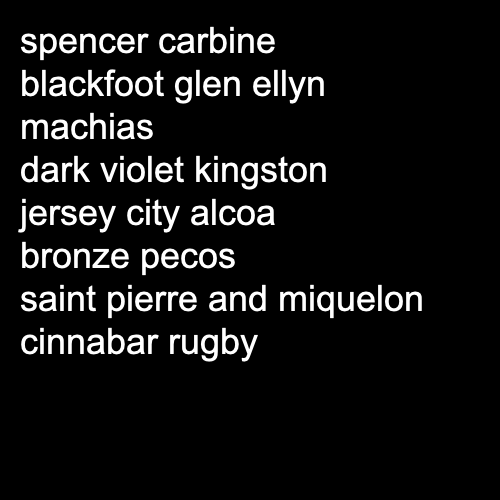 spencer carbine
blackfoot glen ellyn
machias
dark violet kingston
jersey city alcoa
bronze pecos
saint pierre and miquelon
cinnabar rugby